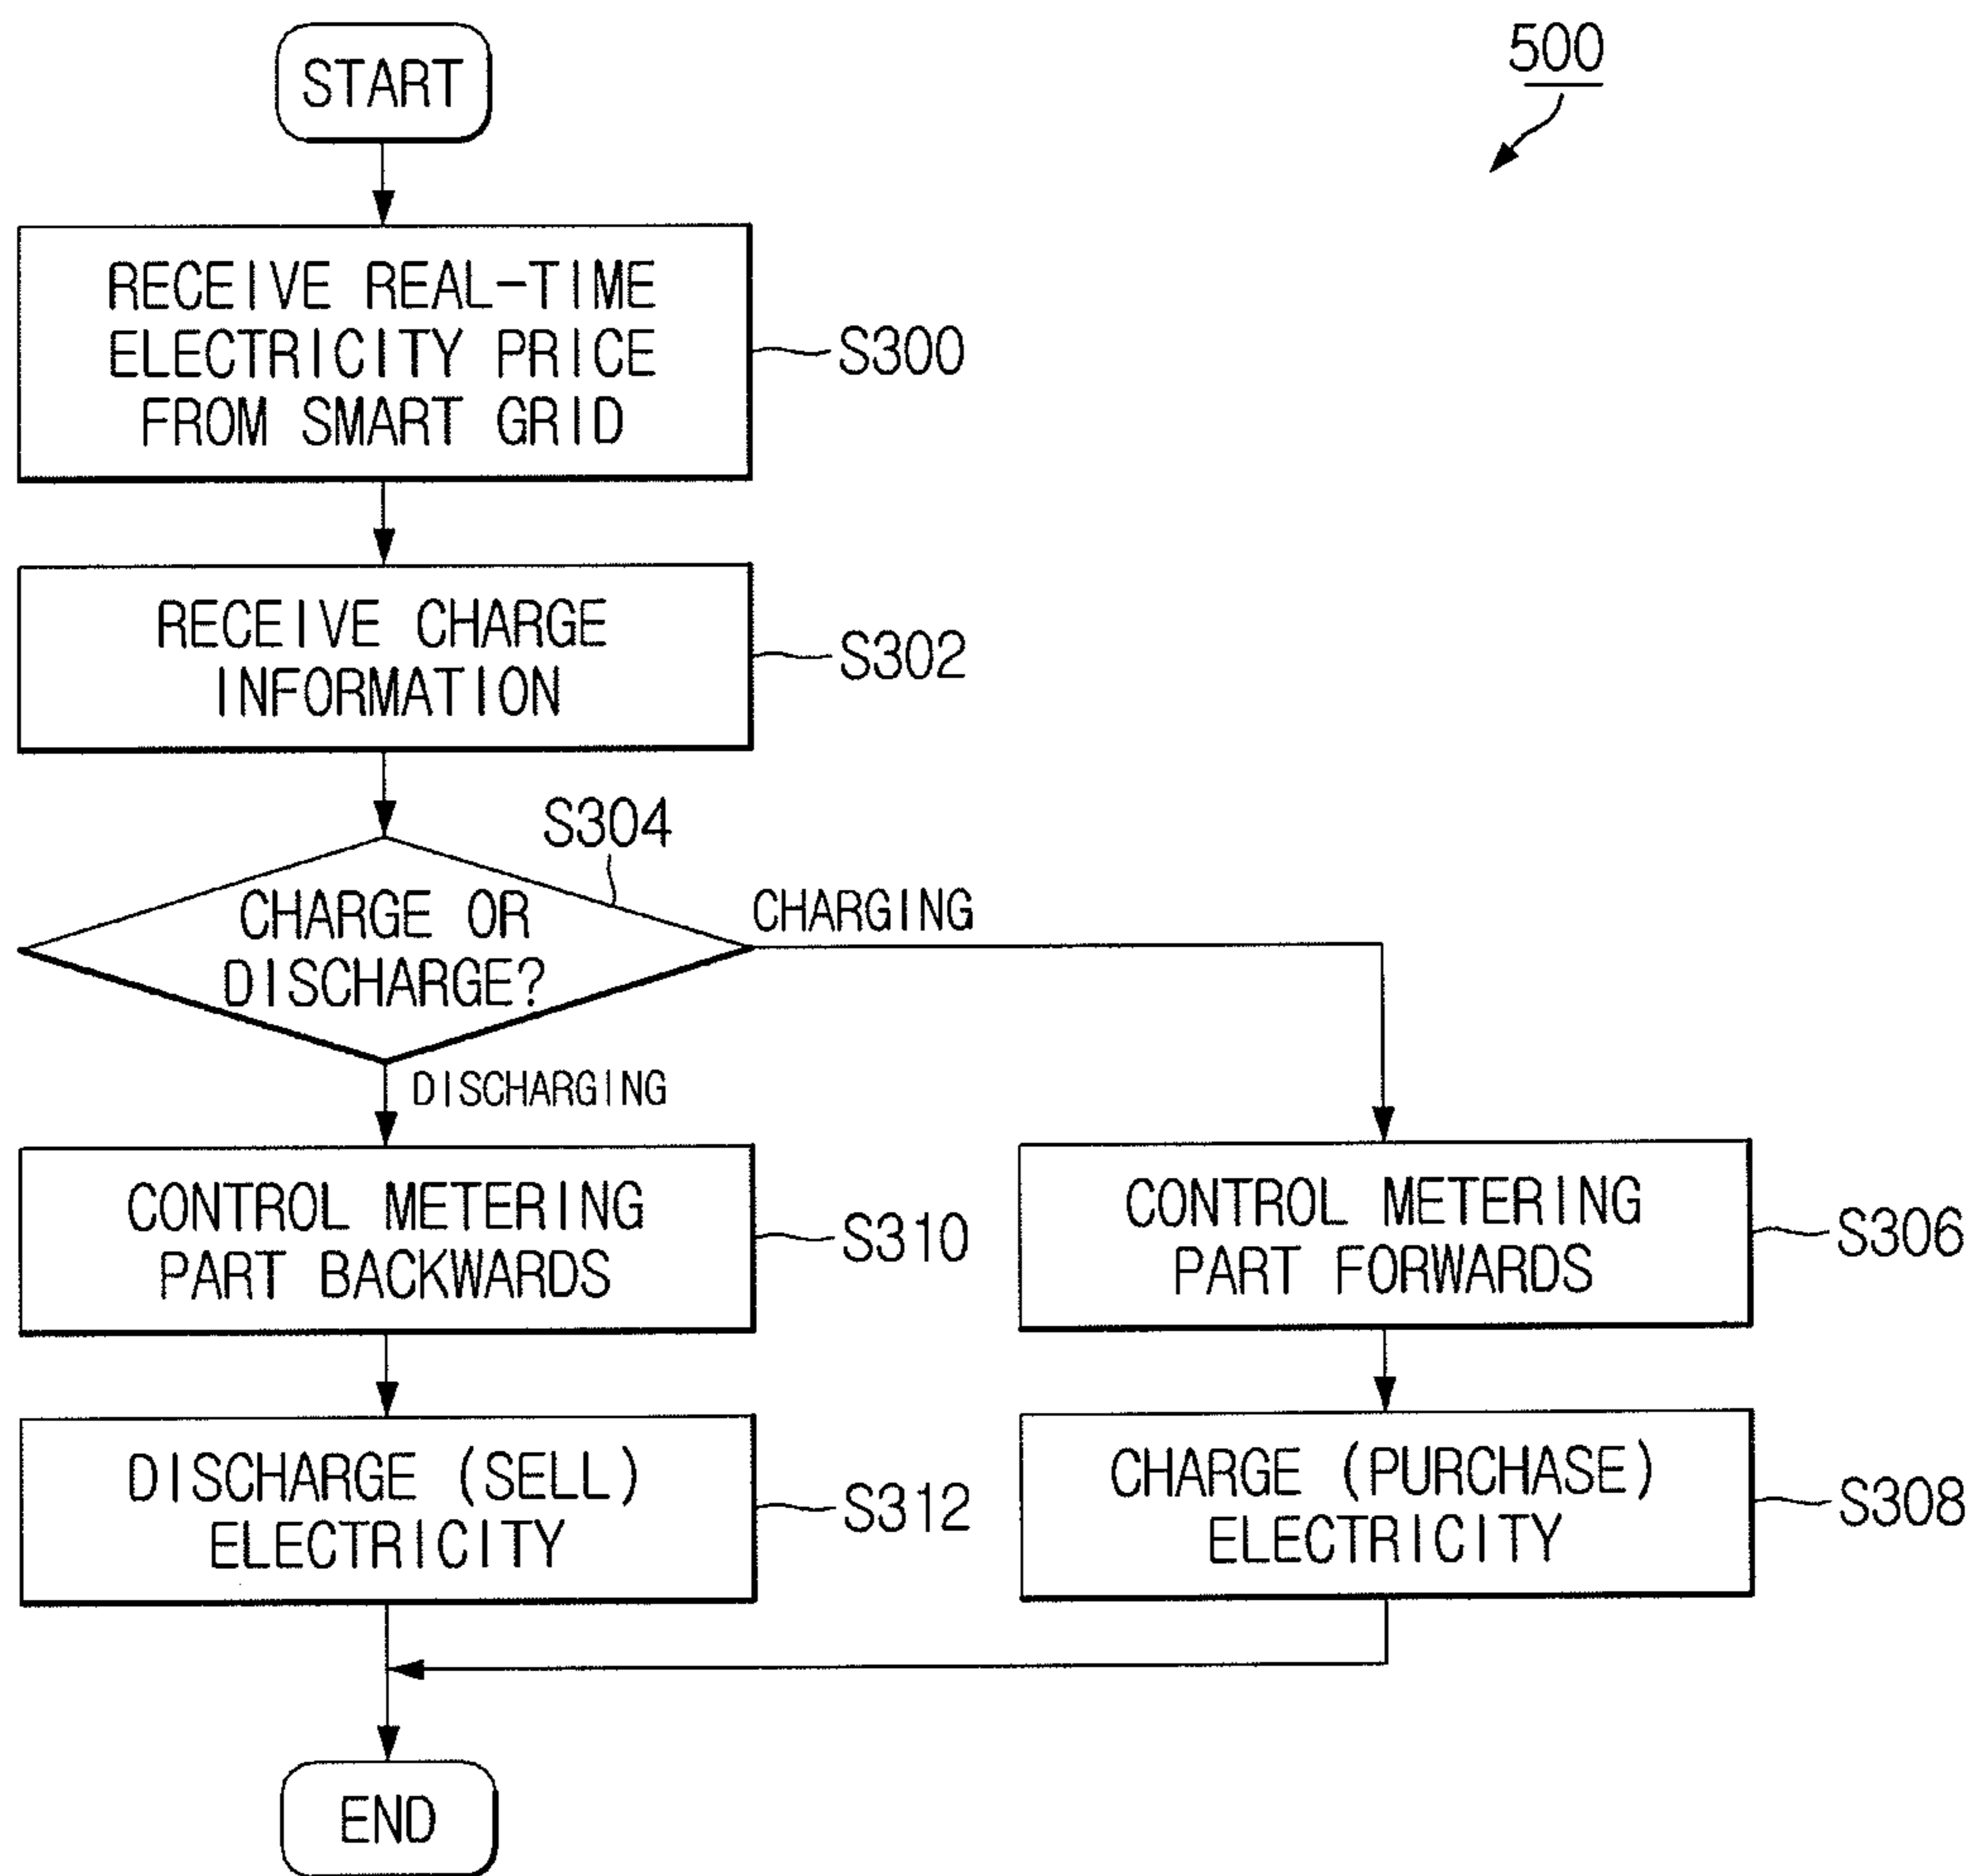 500
START
RECEIVE REAL-TIME
ELECTRICITY PRICE
FROM SMART GRID
S300
RECEIVE CHARGE
INFORMATION
S302
S304
CHARGE OR
DISCHARGE?
CHARGING
DISCHARGING
CONTROL METERING
PART BACKWARDS
S310
CONTROL METERING
PART FORWARDS
S306
DISCHARGE (SELL)
ELECTRICITY
S312
CHARGE (PURCHASE)
ELECTRICITY
S308
END